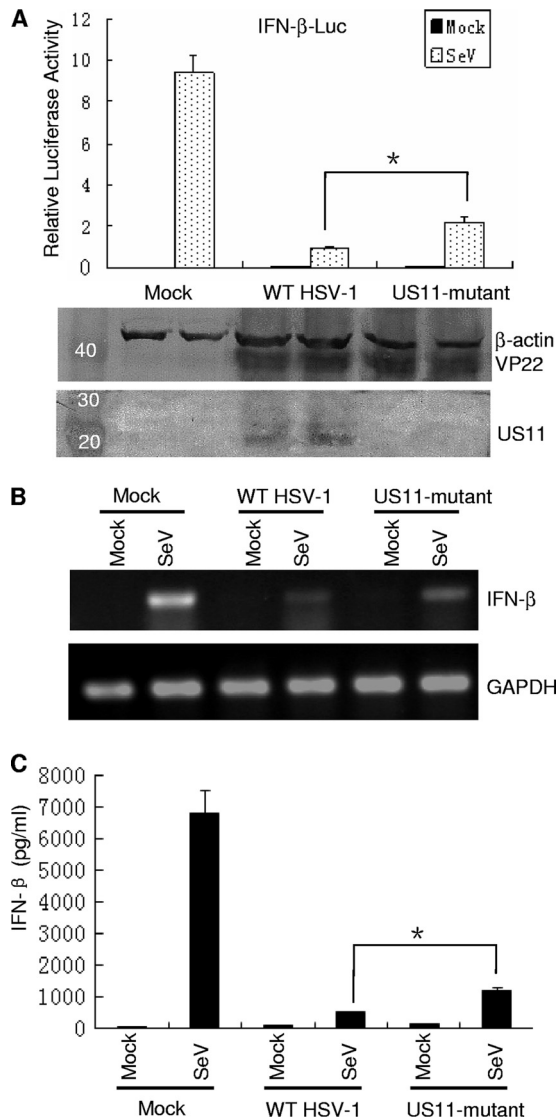 A
IFN-β-Luc
Mock
SeV
Relative Luciferase Activity
12
10
8
6
4
2
0
*
Mock WT HSV-1 US11-mutant
40
β-actin
VP22
30
20
US11
B
Mock WT HSV-1 US11-mutant
Mock SeV Mock SeV Mock SeV
IFN-β
GAPDH
C
IFN- β (pg/ml)
8000
7000
6000
5000
4000
3000
2000
1000
0
*
Mock SeV Mock SeV Mock SeV
Mock WT HSV-1 US11-mutant